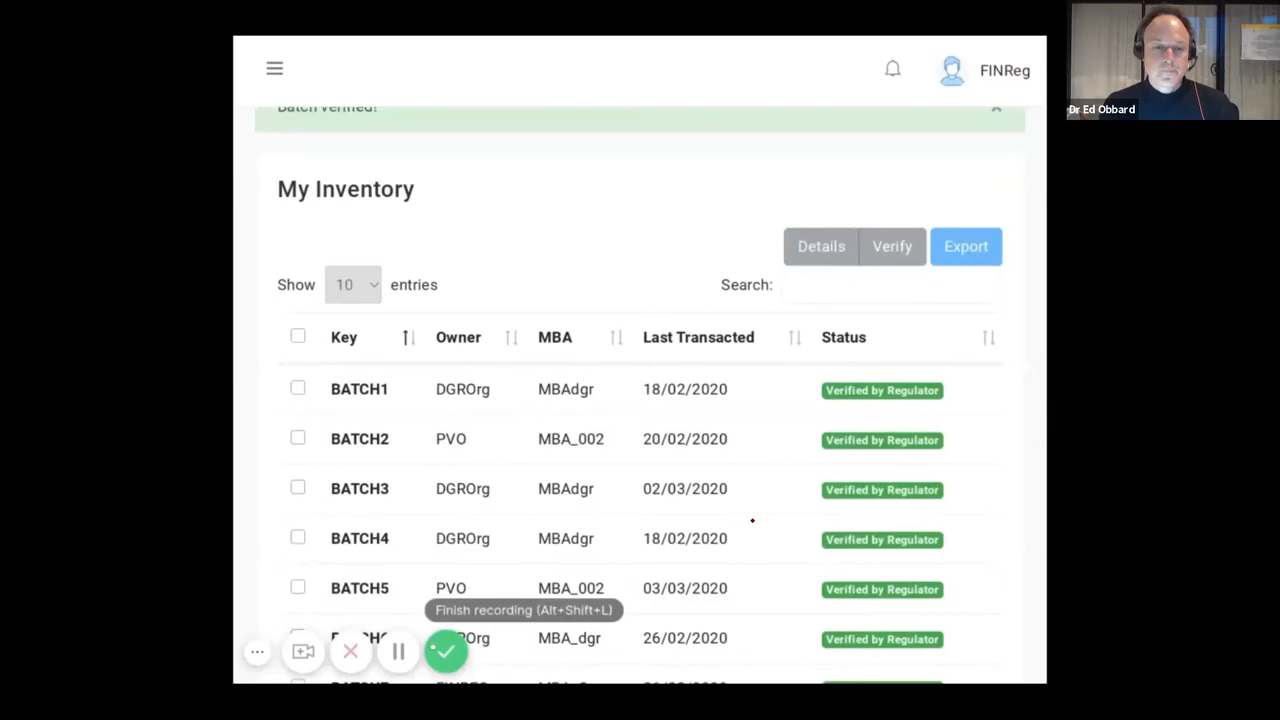 FINReg
Dr Ed Obbard
Batch verified!
My Inventory
Details Verify Export
Show 10 entries Search:
Key Owner MBA Last Transacted Status
BATCH1 DGROrg MBAdgr 18/02/2020 Verified by Regulator
BATCH2 PVO MBA_002 20/02/2020 Verified by Regulator
BATCH3 DGROrg MBAdgr 02/03/2020 Verified by Regulator
BATCH4 DGROrg MBAdgr 18/02/2020 Verified by Regulator
BATCH5 PVO MBA_002 03/03/2020 Verified by Regulator
Finish recording (Alt+Shift+L)
MBA_dgr 26/02/2020 Verified by Regulator